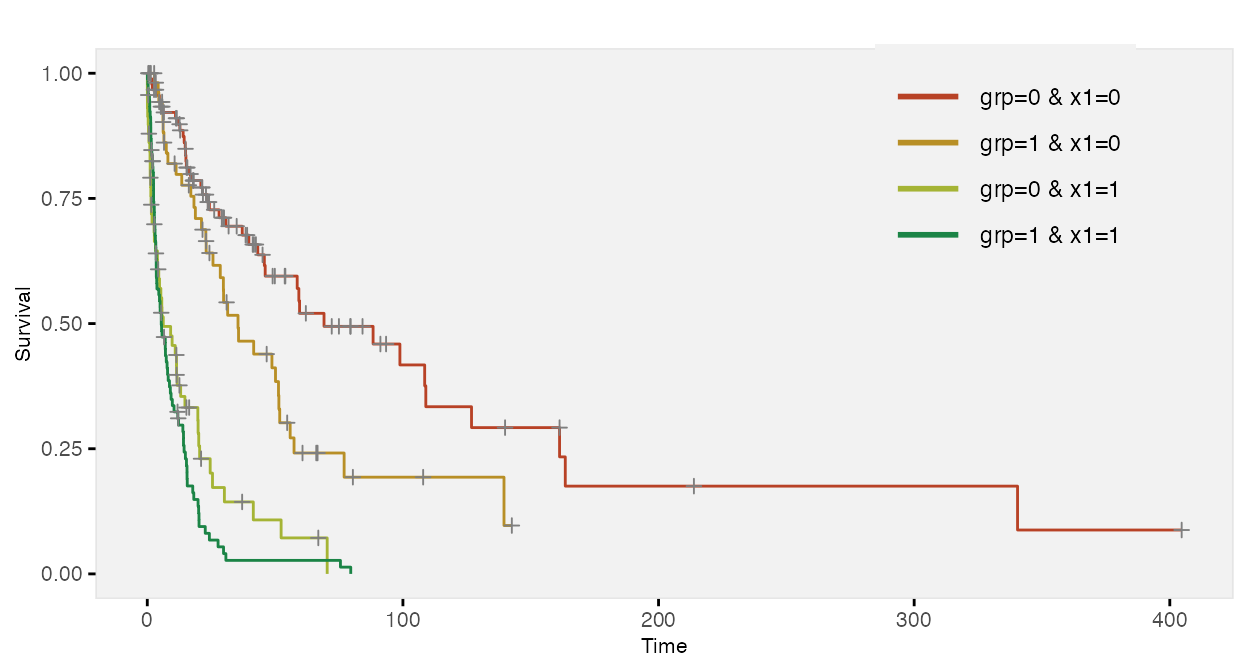 1.00
0.75
0.50
0.25
0.00
Survival
grp=0 & x1=0
grp=1 & x1=0
grp=0 & x1=1
grp=1 & x1=1
0 100 200 300 400
Time